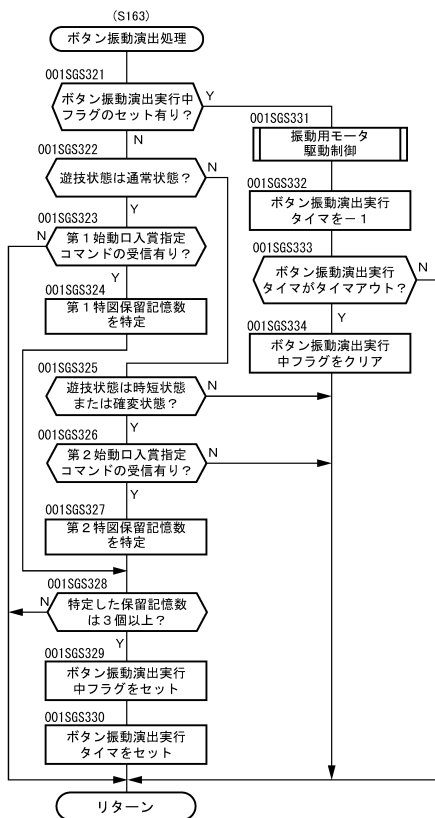 (S163)
ボタン振動演出処理
001SGS321
ボタン振動演出実行中
フラグのセット有り？
Y
N
001SGS322
遊技状態は通常状態？
N
Y
001SGS323
第１始動口入賞指定
コマンドの受信有り？
N
Y
001SGS324
第１特図保留記憶数
を特定
001SGS325
遊技状態は時短状態
または確変状態？
N
Y
001SGS326
第２始動口入賞指定
コマンドの受信有り？
N
Y
001SGS327
第２特図保留記憶数
を特定
001SGS328
特定した保留記憶数
は３個以上？
N
Y
001SGS329
ボタン振動演出実行
中フラグをセット
001SGS330
ボタン振動演出実行
タイマをセット
リターン
001SGS331
振動用モータ
駆動制御
001SGS332
ボタン振動演出実行
タイマを－１
001SGS333
ボタン振動演出実行
タイマがタイムアウト？
N
Y
001SGS334
ボタン振動演出実行
中フラグをクリア